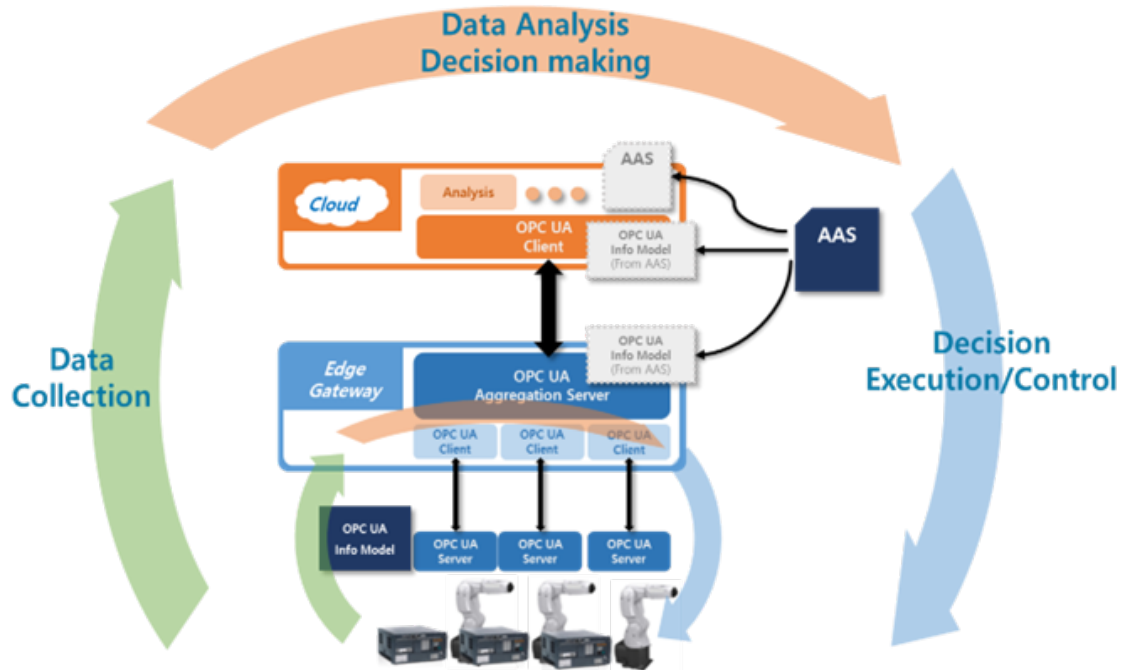 Data Analysis
Decision making
AAS
Cloud
Analysis
OPC UA
Client
OPC UA
Info Model
(From AAS)
AAS
Data
Collection
Decision
Execution/Control
OPC UA
Info Model
(From AAS)
Edge
Gateway
OPC UA
Aggregation Server
OPC UA
Client
OPC UA
Client
OPC UA
Client
OPC UA
Info Model
OPC UA
Server
OPC UA
Server
OPC UA
Server